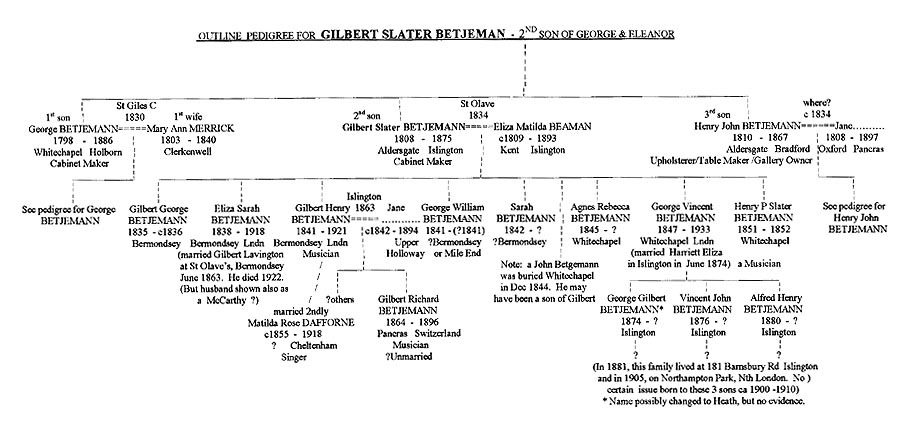 OUTLINE PEDIGREE FOR GILBERT SLATER BETJEMAN - 2ND SON OF GEORGE & ELEANOR
St Giles C
1st son 1830 1st wife
George BETJEMANN=====Mary Ann MERRICK
1798 - 1886 1803 - 1840
Whitechapel Holborn Clerkenwell
Cabinet Maker
St Olave
2nd son 1834
Gilbert Slater BETJEMANN=====Eliza Matilda BEAMAN
1808 - 1875 c1809 - 1893
Aldersgate Islington Kent Islington
Cabinet Maker
where?
3rd son c 1834
Henry John BETJEMANN======Jane..........
1810 - 1867 1808 - 1897
Aldersgate Bradford Oxford Pancras
Upholsterer/Table Maker /Gallery Owner
See pedigree for George
BETJEMANN
Gilbert George
BETJEMANN
1835 - c1836
Bermondsey
Eliza Sarah
BETJEMANN
1838 - 1918
Bermondsey Lndn
(married Gilbert Lavington
at St Olave's, Bermondsey
June 1863. He died 1922.
(But husband shown also as
a McCarthy ?)
Islington
Gilbert Henry 1863 Jane
BETJEMANN===== ..........
1841 - 1921 c1842 - 1894
Bermondsey Lndn Upper
Musician Holloway
/
/
/
/ ?others
married 2ndly
Matilda Rose DAFFORNE
c1855 - 1918
? Cheltenham
Singer
Gilbert Richard
BETJEMANN
1864 - 1896
Pancras Switzerland
Musician
?Unmarried
George William
BETJEMANN
1841 - (?1841)
?Bermondsey
or Mile End
Sarah
BETJEMANN
1842 - ?
?Bermondsey
Note: a John Betgemann
was buried Whitechapel
in Dec 1844. He may
have been a son of Gilbert
Agnes Rebecca
BETJEMANN
1845 - ?
Whitechapel
George Vincent
BETJEMANN
1847 - 1933
Whitechapel Lndn
(married Harriett Eliza
in Islington in June 1874)
Henry P Slater
BETJEMANN
1851 - 1852
Whitechapel
a Musician
See pedigree for
Henry John
BETJEMANN
George Gilbert
BETJEMANN*
1874 - ?
Islington
?
Vincent John
BETJEMANN
1876 - ?
Islington
?
Alfred Henry
BETJEMANN
1880 - ?
Islington
?
(In 1881, this family lived at 181 Barnsbury Rd Islington
and in 1905, on Northampton Park, Nth London. No )
certain issue born to these 3 sons ca 1900 -1910)
* Name possibly changed to Heath, but no evidence.